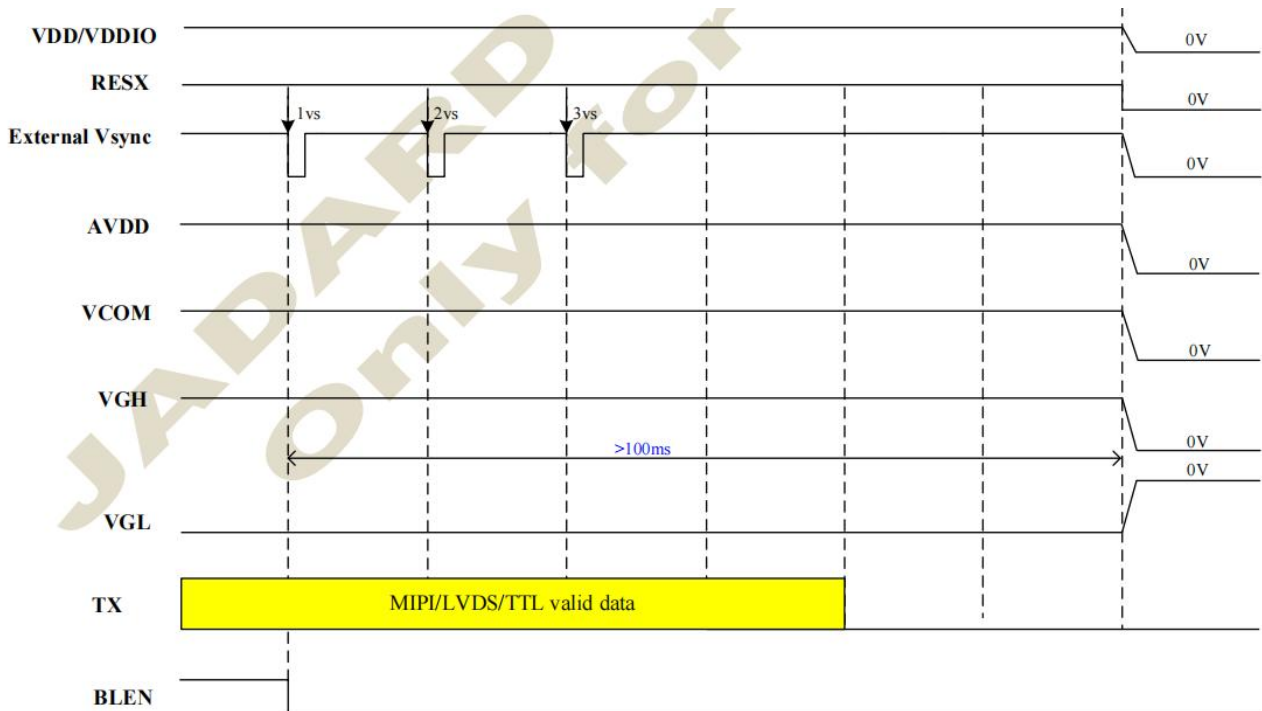 VDD/VDDIO
0V
RESX
0V
1vs 2vs 3vs
External Vsync
0V
AVDD
0V
VCOM
0V
VGH
>100ms
0V
0V
VGL
TX
MIPI/LVDS/TTL valid data
BLEN
JADARD
Only for